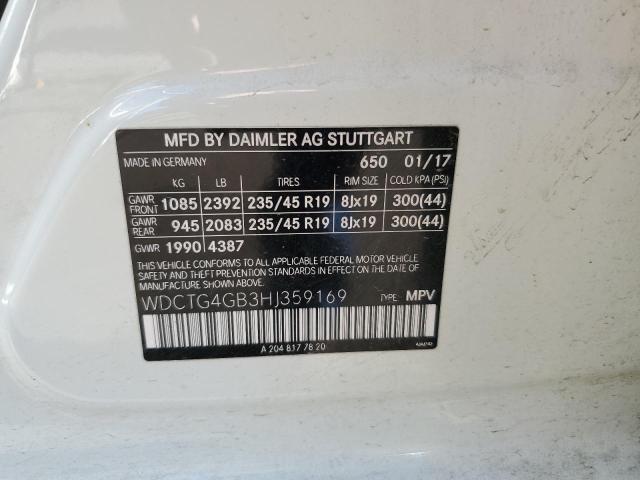 MFD BY DAIMLER AG STUTTGART
MADE IN GERMANY 650 01/17
KG LB TIRES RIM SIZE COLD KPA (PSI)
GAWR FRONT 1085 2392 235/45 R19 8Jx19 300(44)
GAWR REAR 945 2083 235/45 R19 8Jx19 300(44)
GVWR 1990 4387
THIS VEHICLE CONFORMS TO ALL APPLICABLE FEDERAL MOTOR VEHICLE
SAFETY, BUMPER, AND THEFT PREVENTION STANDARDS IN EFFECT ON THE DATE
OF MANUFACTURE SHOWN ABOVE.
WDCTG4GB3HJ359169 TYPE: MPV
A 204 817 78 20